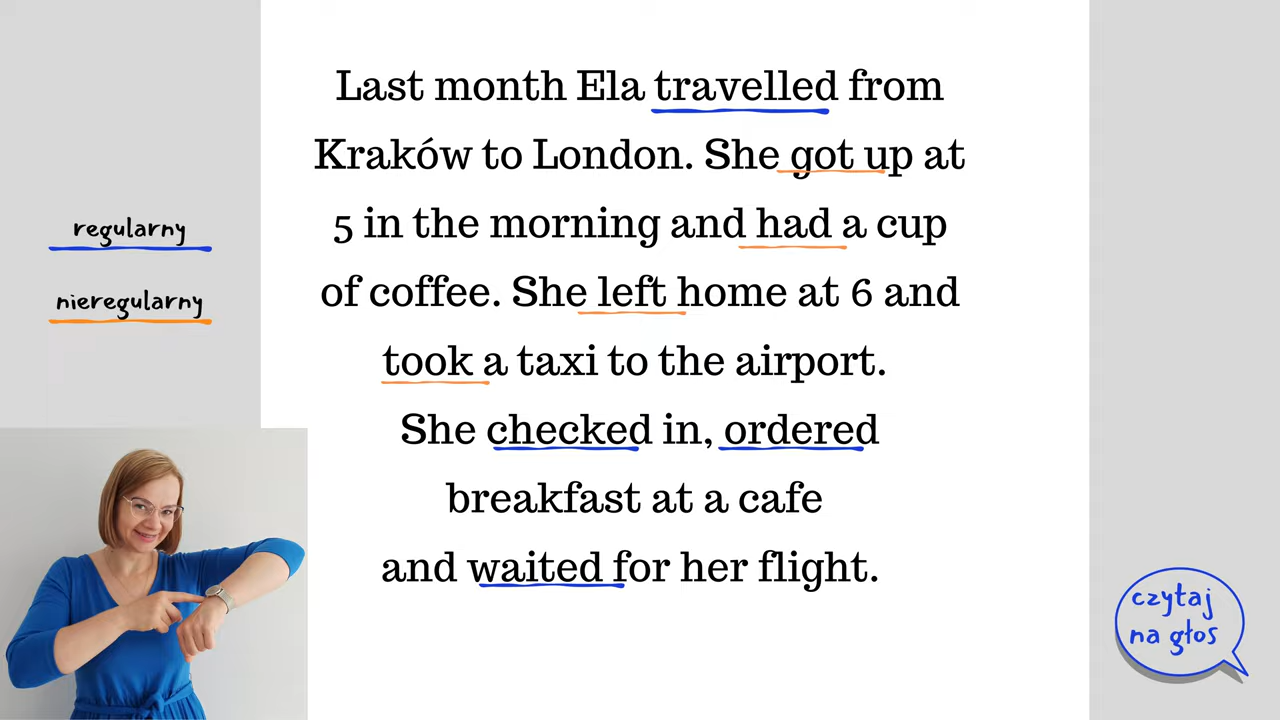 Last month Ela travelled from
Kraków to London. She got up at
5 in the morning and had a cup
of coffee. She left home at 6 and
took a taxi to the airport.
She checked in, ordered
breakfast at a cafe
and waited for her flight.
regularny
nieregularny
czytaj
na głos